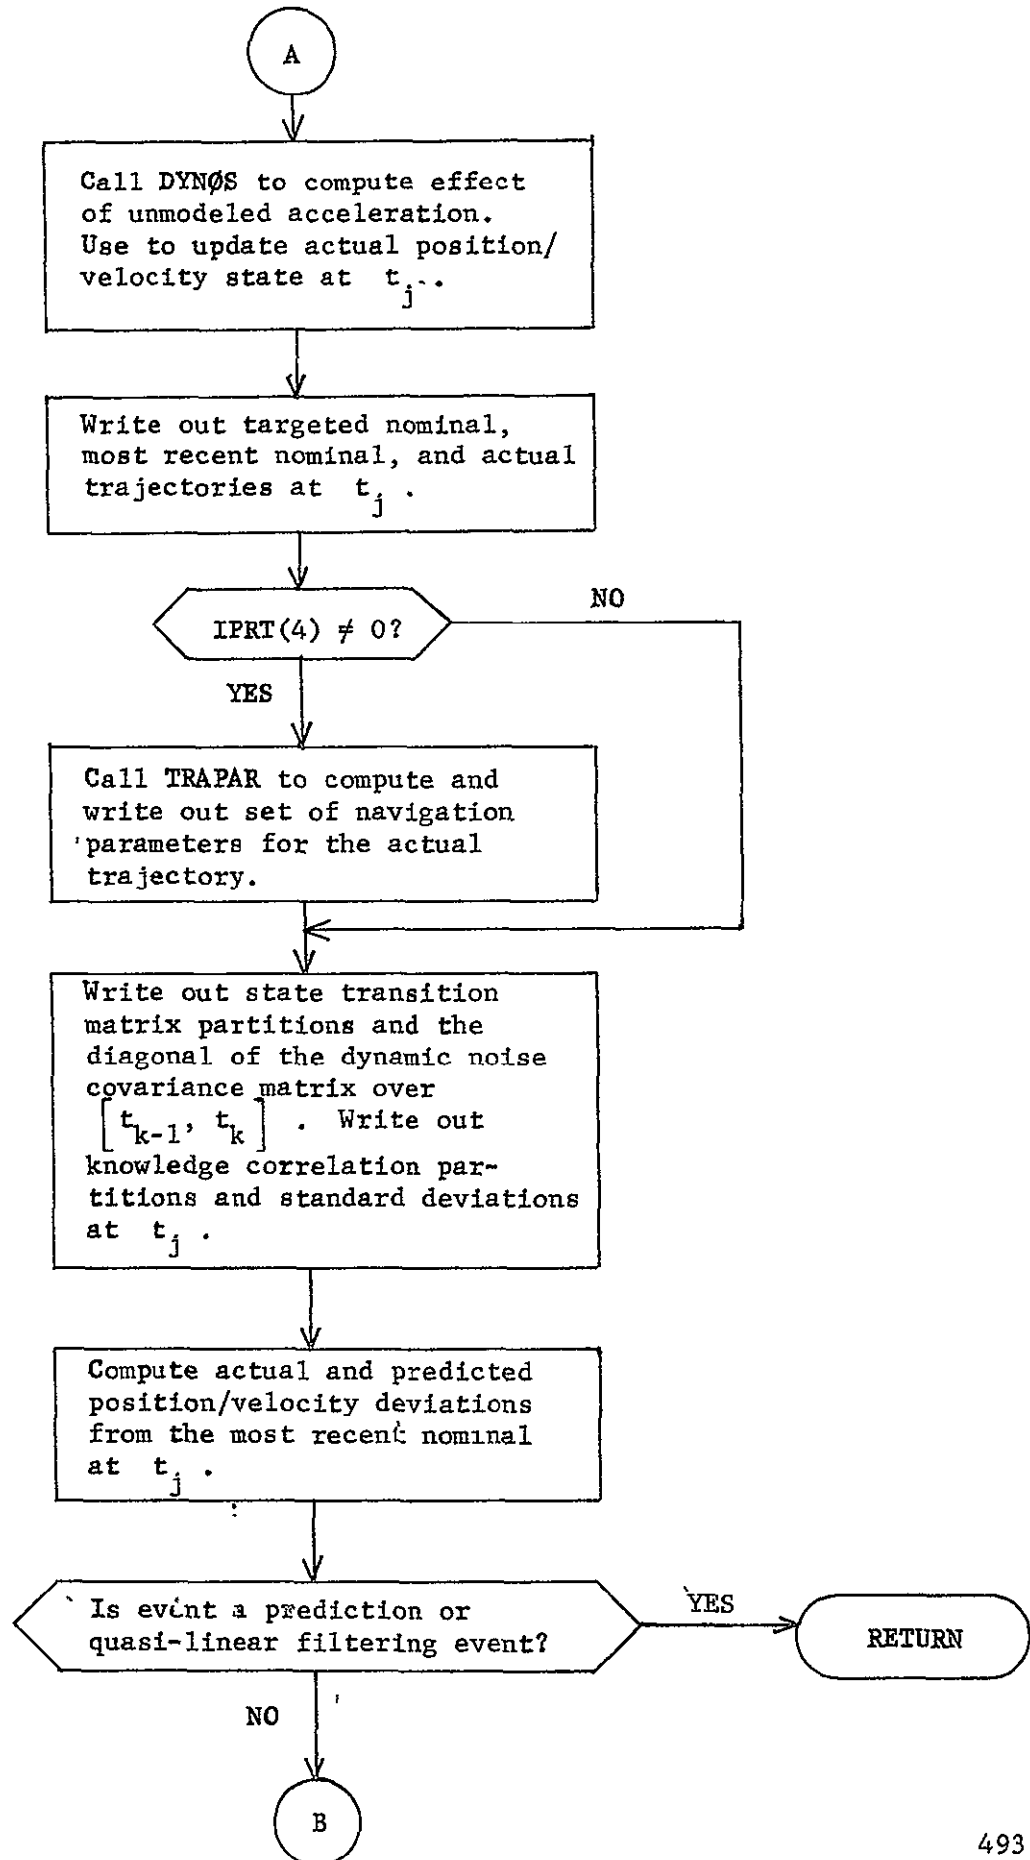 A
Call DYNØS to compute effect
of unmodeled acceleration.
Use to update actual position/
velocity state at t_j.
Write out targeted nominal,
most recent nominal, and actual
trajectories at t_j .
IPRT(4) ≠ 0?
NO
YES
Call TRAPAR to compute and
write out set of navigation
parameters for the actual
trajectory.
Write out state transition
matrix partitions and the
diagonal of the dynamic noise
covariance matrix over
[t_{k-1}, t_k] . Write out
knowledge correlation par-
titions and standard deviations
at t_j .
Compute actual and predicted
position/velocity deviations
from the most recent nominal
at t_j .
Is event a prediction or
quasi-linear filtering event?
YES
RETURN
NO
B
493